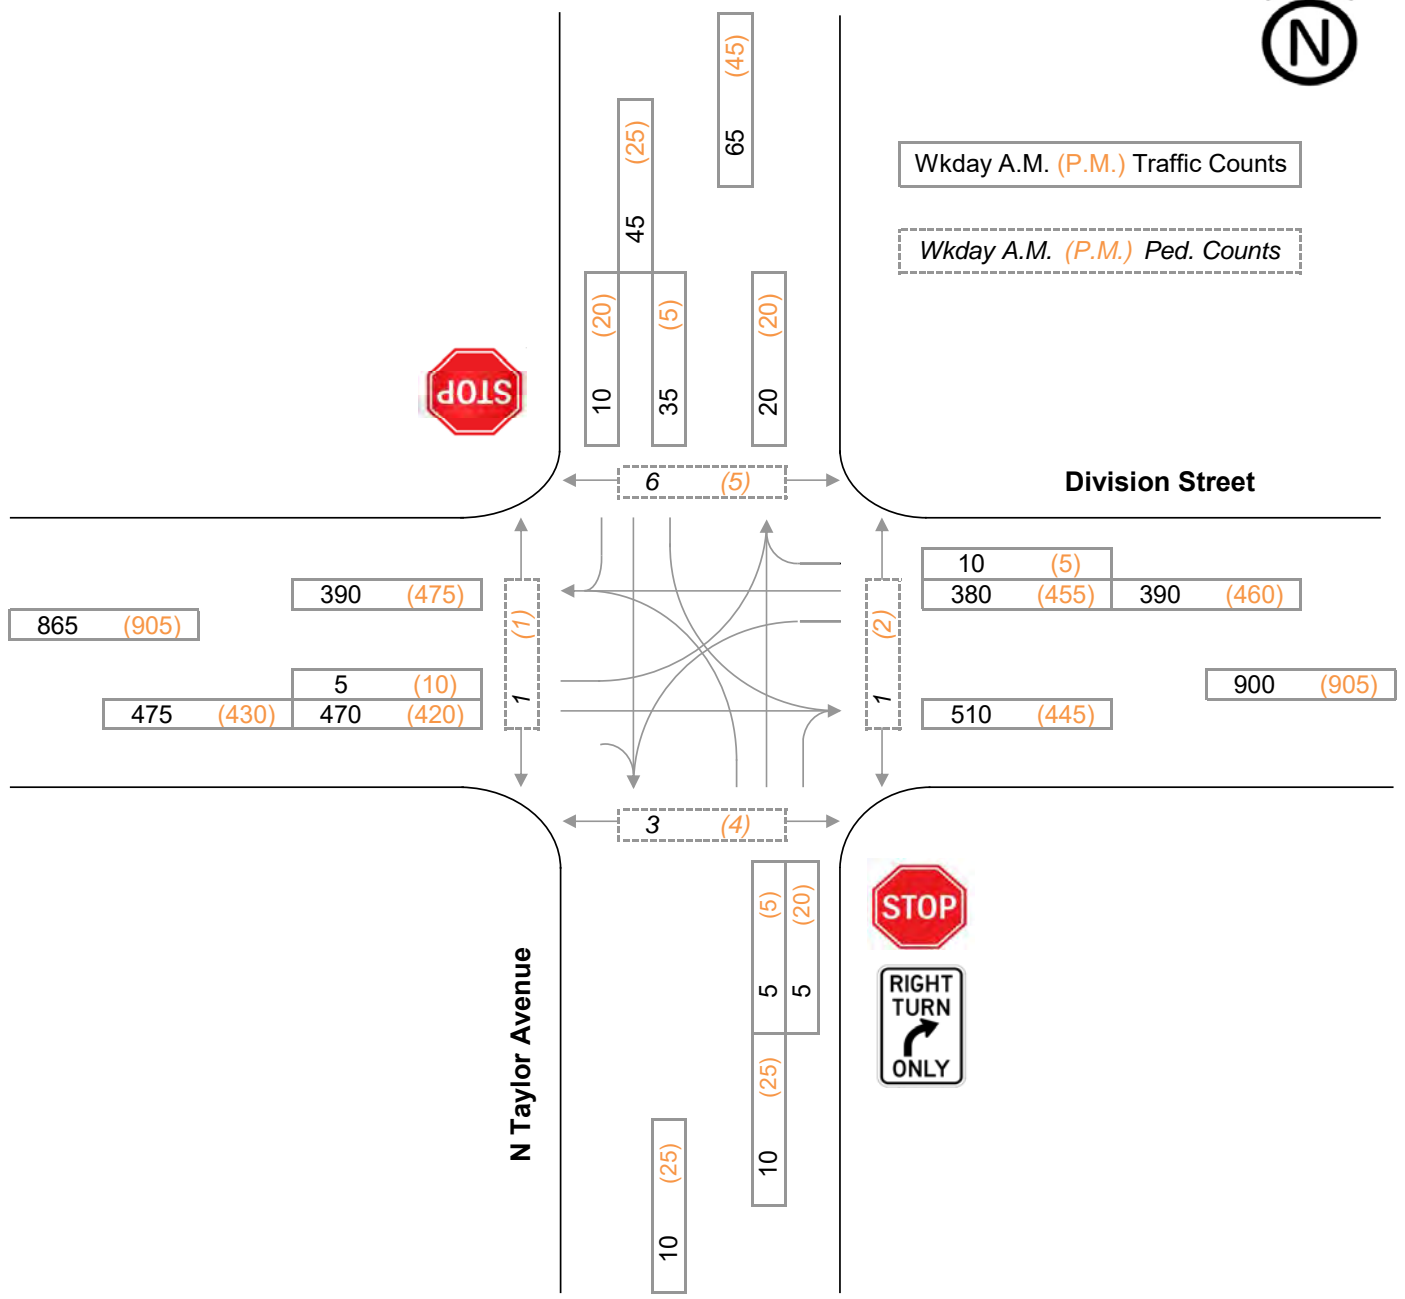 N
(45)
65
(25)
45
Wkday A.M. (P.M.) Traffic Counts
Wkday A.M. (P.M.) Ped. Counts
(20)
10
(5)
35
(20)
20
STOP
6 (5)
Division Street
10 (5)
380 (455) 390 (460)
390 (475)
865 (905)
(1)
1
(2)
1
5 (10)
475 (430) 470 (420)
900 (905)
510 (445)
3 (4)
(5)
5
(20)
5
STOP
RIGHT
TURN
ONLY
N Taylor Avenue
(25)
10
(25)
10